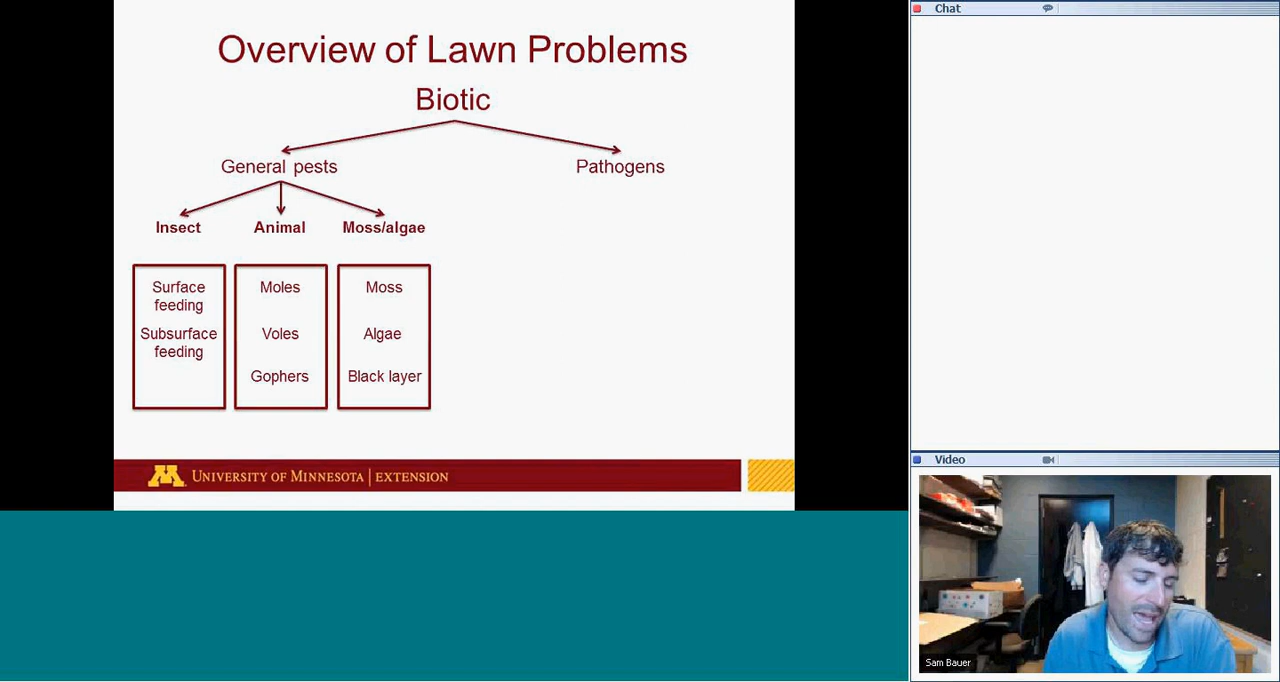 Overview of Lawn Problems
Biotic
General pests
Pathogens
Insect
Animal
Moss/algae
Surface
feeding
Subsurface
feeding
Moles
Voles
Gophers
Moss
Algae
Black layer
M
UNIVERSITY OF MINNESOTA | EXTENSION
Chat
Video
Sam Bauer